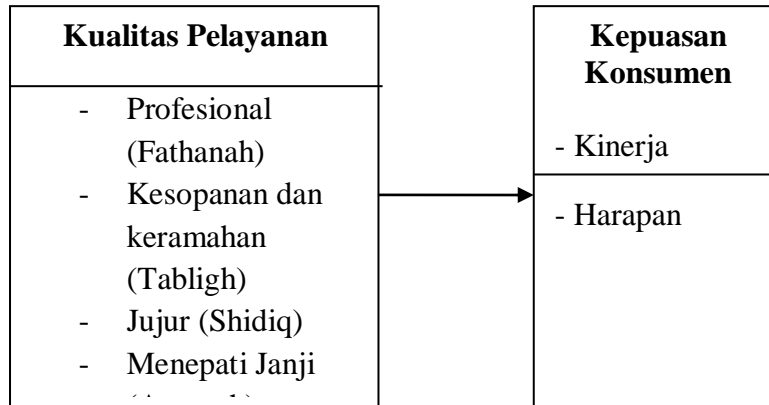 Kualitas Pelayanan
- Profesional
(Fathanah)
- Kesopanan dan
keramahan
(Tabligh)
- Jujur (Shidiq)
- Menepati Janji
Kepuasan
Konsumen
- Kinerja
- Harapan